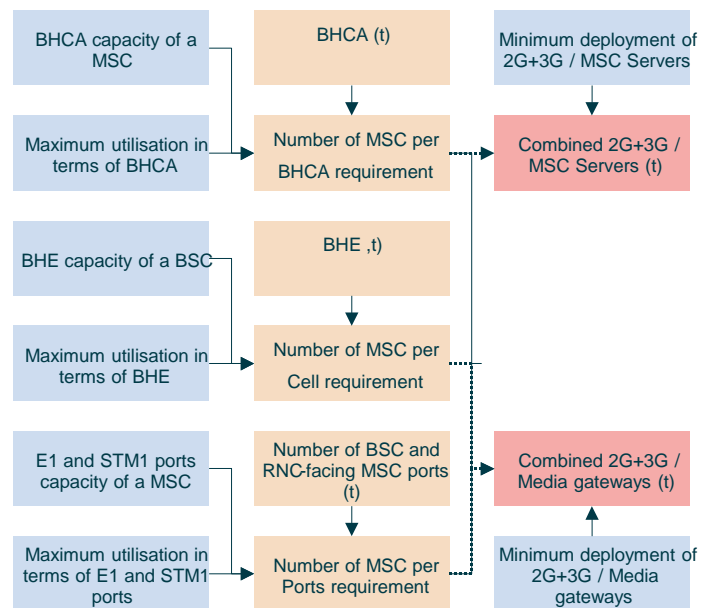 BHCA capacity of a
MSC
BHCA (t)
Minimum deployment of
2G+3G / MSC Servers
Maximum utilisation in
terms of BHCA
Number of MSC per
BHCA requirement
Combined 2G+3G /
MSC Servers (t)
BHE capacity of a BSC
BHE ,t)
Maximum utilisation in
terms of BHE
Number of MSC per
Cell requirement
E1 and STM1 ports
capacity of a MSC
Number of BSC and
RNC-facing MSC ports
(t)
Combined 2G+3G /
Media gateways (t)
Maximum utilisation in
terms of E1 and STM1
ports
Number of MSC per
Ports requirement
Minimum deployment of
2G+3G / Media
gateways